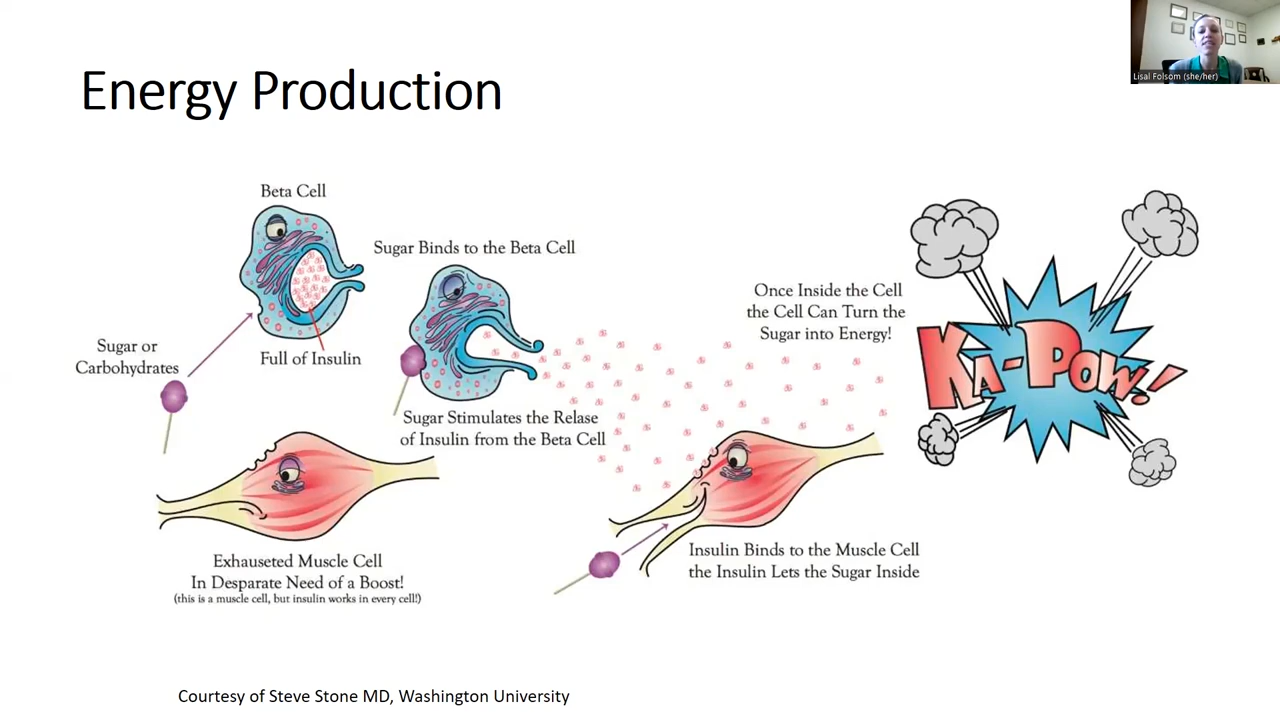 Energy Production
Lisal Folsom (she/her)
Beta Cell
Sugar Binds to the Beta Cell
Sugar or
Carbohydrates
Full of Insulin
Sugar Stimulates the Relase
of Insulin from the Beta Cell
Once Inside the Cell
the Cell Can Turn the
Sugar into Energy!
KA-POW!
Exhauseted Muscle Cell
In Desparate Need of a Boost!
(this is a muscle cell, but insulin works in every cell!)
Insulin Binds to the Muscle Cell
the Insulin Lets the Sugar Inside
Courtesy of Steve Stone MD, Washington University